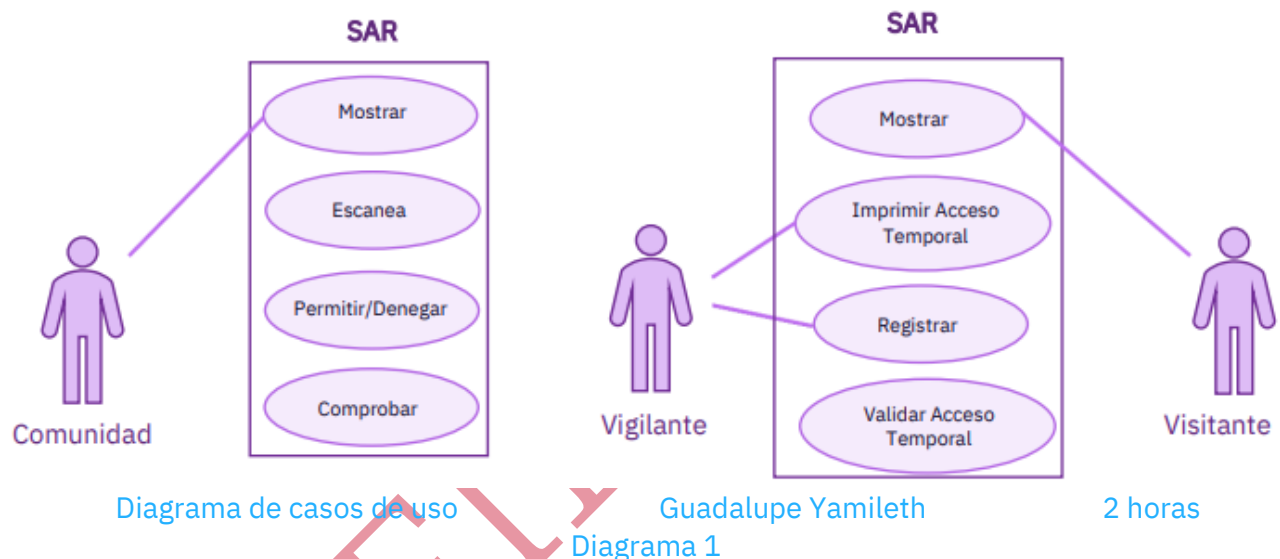 SAR
Mostrar
Escanea
Permitir/Denegar
Comprobar
Comunidad
SAR
Mostrar
Imprimir Acceso
Temporal
Registrar
Validar Acceso
Temporal
Vigilante
Visitante
Diagrama de casos de uso
Guadalupe Yamileth
2 horas
Diagrama 1